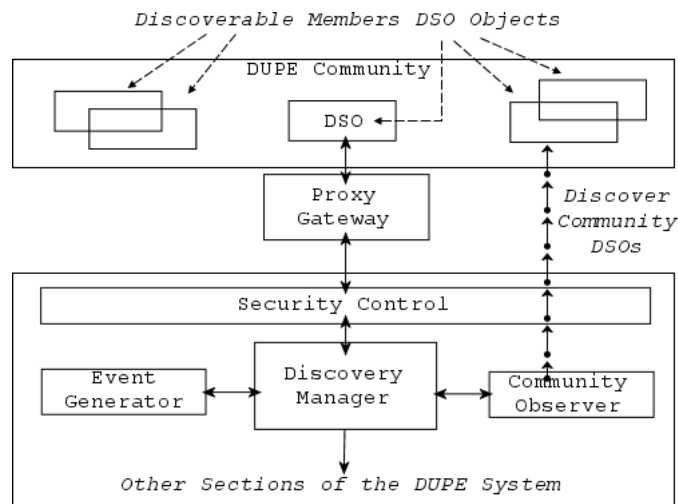 Discoverable Members DSO Objects
DUPE Community
DSO
Proxy
Gateway
Discover
Community
DSOs
Security Control
Event
Generator
Discovery
Manager
Community
Observer
Other Sections of the DUPE System